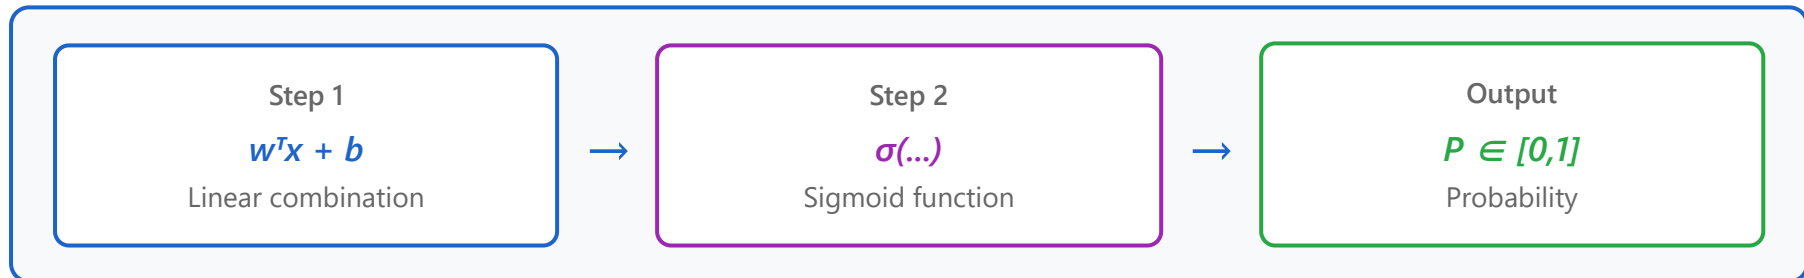 Step 1
wᵀx + b
Linear combination
→
Step 2
σ(...)
Sigmoid function
→
Output
P ∈ [0,1]
Probability